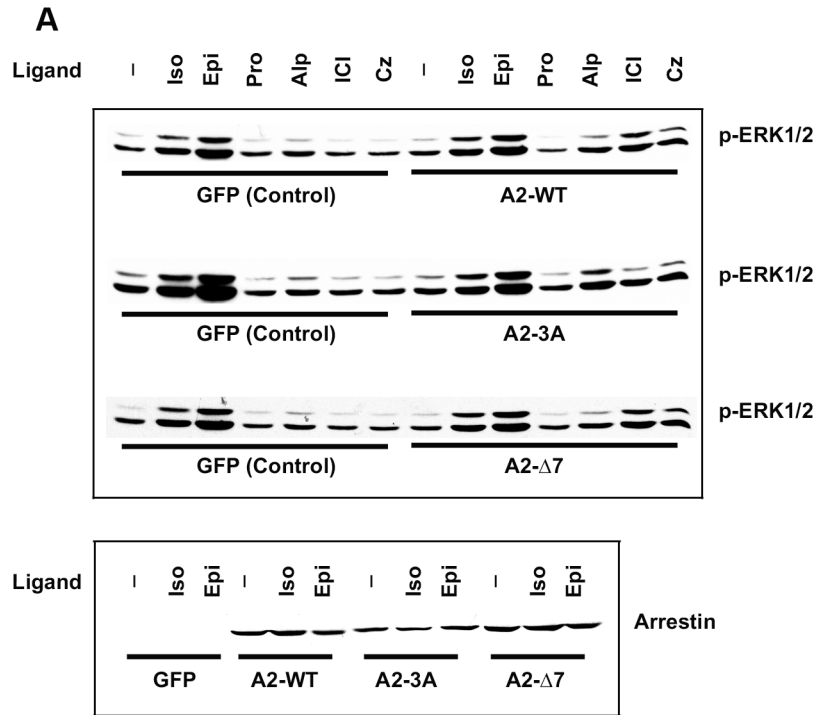 A
Ligand – Iso Epi Pro Alp ICI Cz – Iso Epi Pro Alp ICI Cz
p-ERK1/2
GFP (Control) A2-WT
p-ERK1/2
GFP (Control) A2-3A
p-ERK1/2
GFP (Control) A2-Δ7
Ligand – Iso Epi – Iso Epi – Iso Epi – Iso Epi
Arrestin
GFP A2-WT A2-3A A2-Δ7